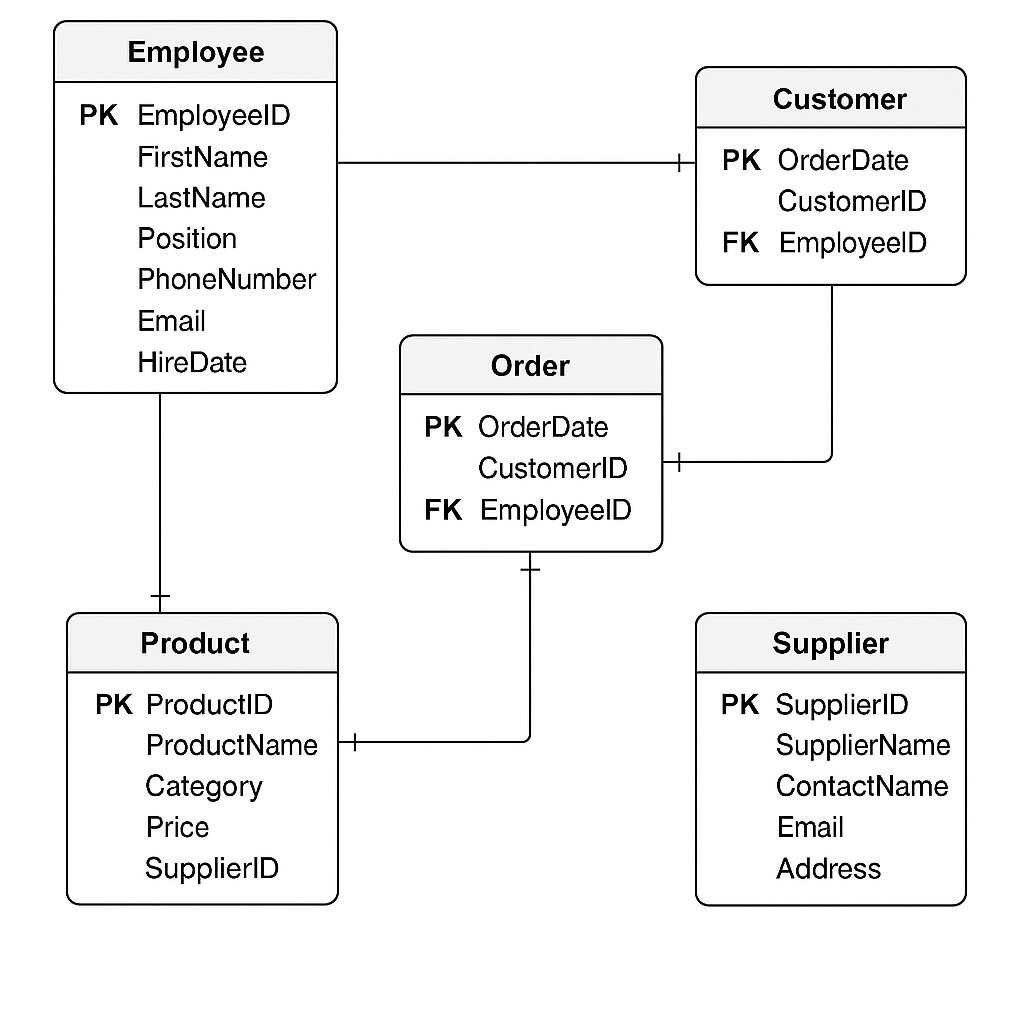 Employee
PK EmployeeID
FirstName
LastName
Position
PhoneNumber
Email
HireDate
Customer
PK OrderDate
CustomerID
FK EmployeeID
Order
PK OrderDate
CustomerID
FK EmployeeID
Product
PK ProductID
ProductName
Category
Price
SupplierID
Supplier
PK SupplierID
SupplierName
ContactName
Email
Address